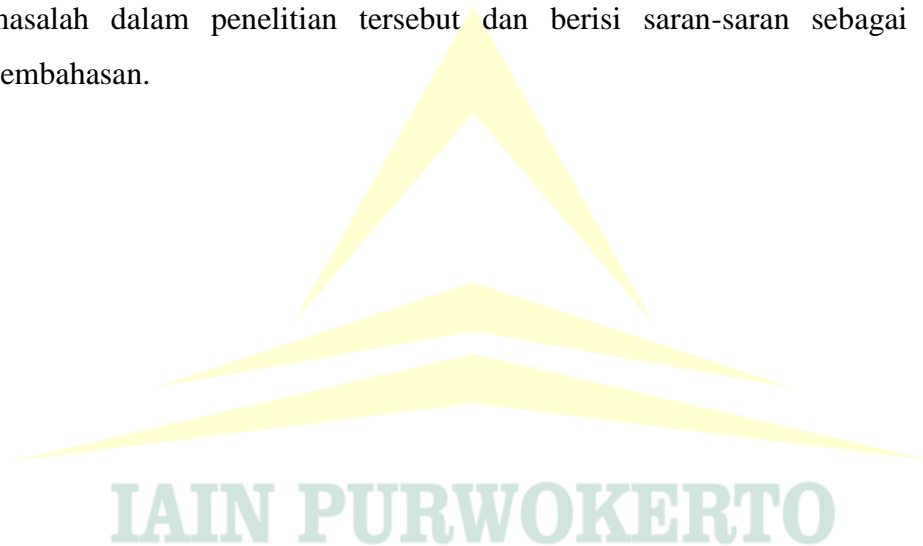 masalah dalam penelitian tersebut dan berisi saran-saran sebagai
pembahasan.
IAIN PURWOKERTO